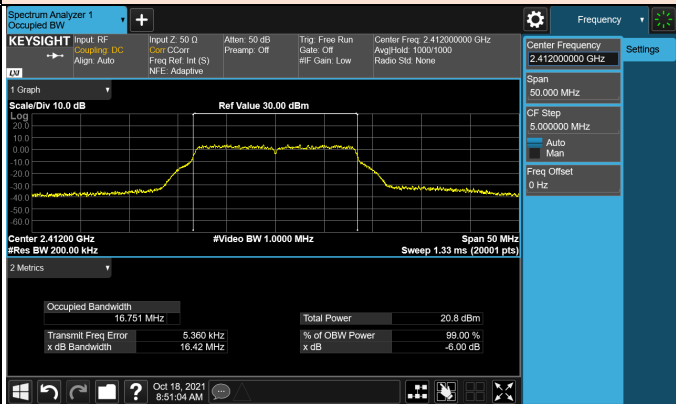 Spectrum Analyzer 1
Occupied BW
Frequency
KEYSIGHT
Input: RF
Coupling: DC
Align: Auto
Input Z: 50 Ω
Corr CCorr
Freq Ref: Int (S)
NFE: Adaptive
Atten: 50 dB
Preamp: Off
Trig: Free Run
Gate: Off
#IF Gain: Low
Center Freq: 2.412000000 GHz
Avg|Hold: 1000/1000
Radio Std: None
LXI
Center Frequency
2.412000000 GHz
Settings
Span
50.000 MHz
CF Step
5.000000 MHz
Auto
Man
Freq Offset
0 Hz
1 Graph
Scale/Div 10.0 dB
Ref Value 30.00 dBm
Log
20.0
10.0
0.00
-10.0
-20.0
-30.0
-40.0
-50.0
-60.0
Center 2.41200 GHz
#Video BW 1.0000 MHz
Span 50 MHz
#Res BW 200.00 kHz
Sweep 1.33 ms (20001 pts)
2 Metrics
Occupied Bandwidth
16.751 MHz
Total Power 20.8 dBm
Transmit Freq Error 5.360 kHz
% of OBW Power 99.00 %
x dB Bandwidth 16.42 MHz
x dB -6.00 dB
?
Oct 18, 2021
8:51:04 AM